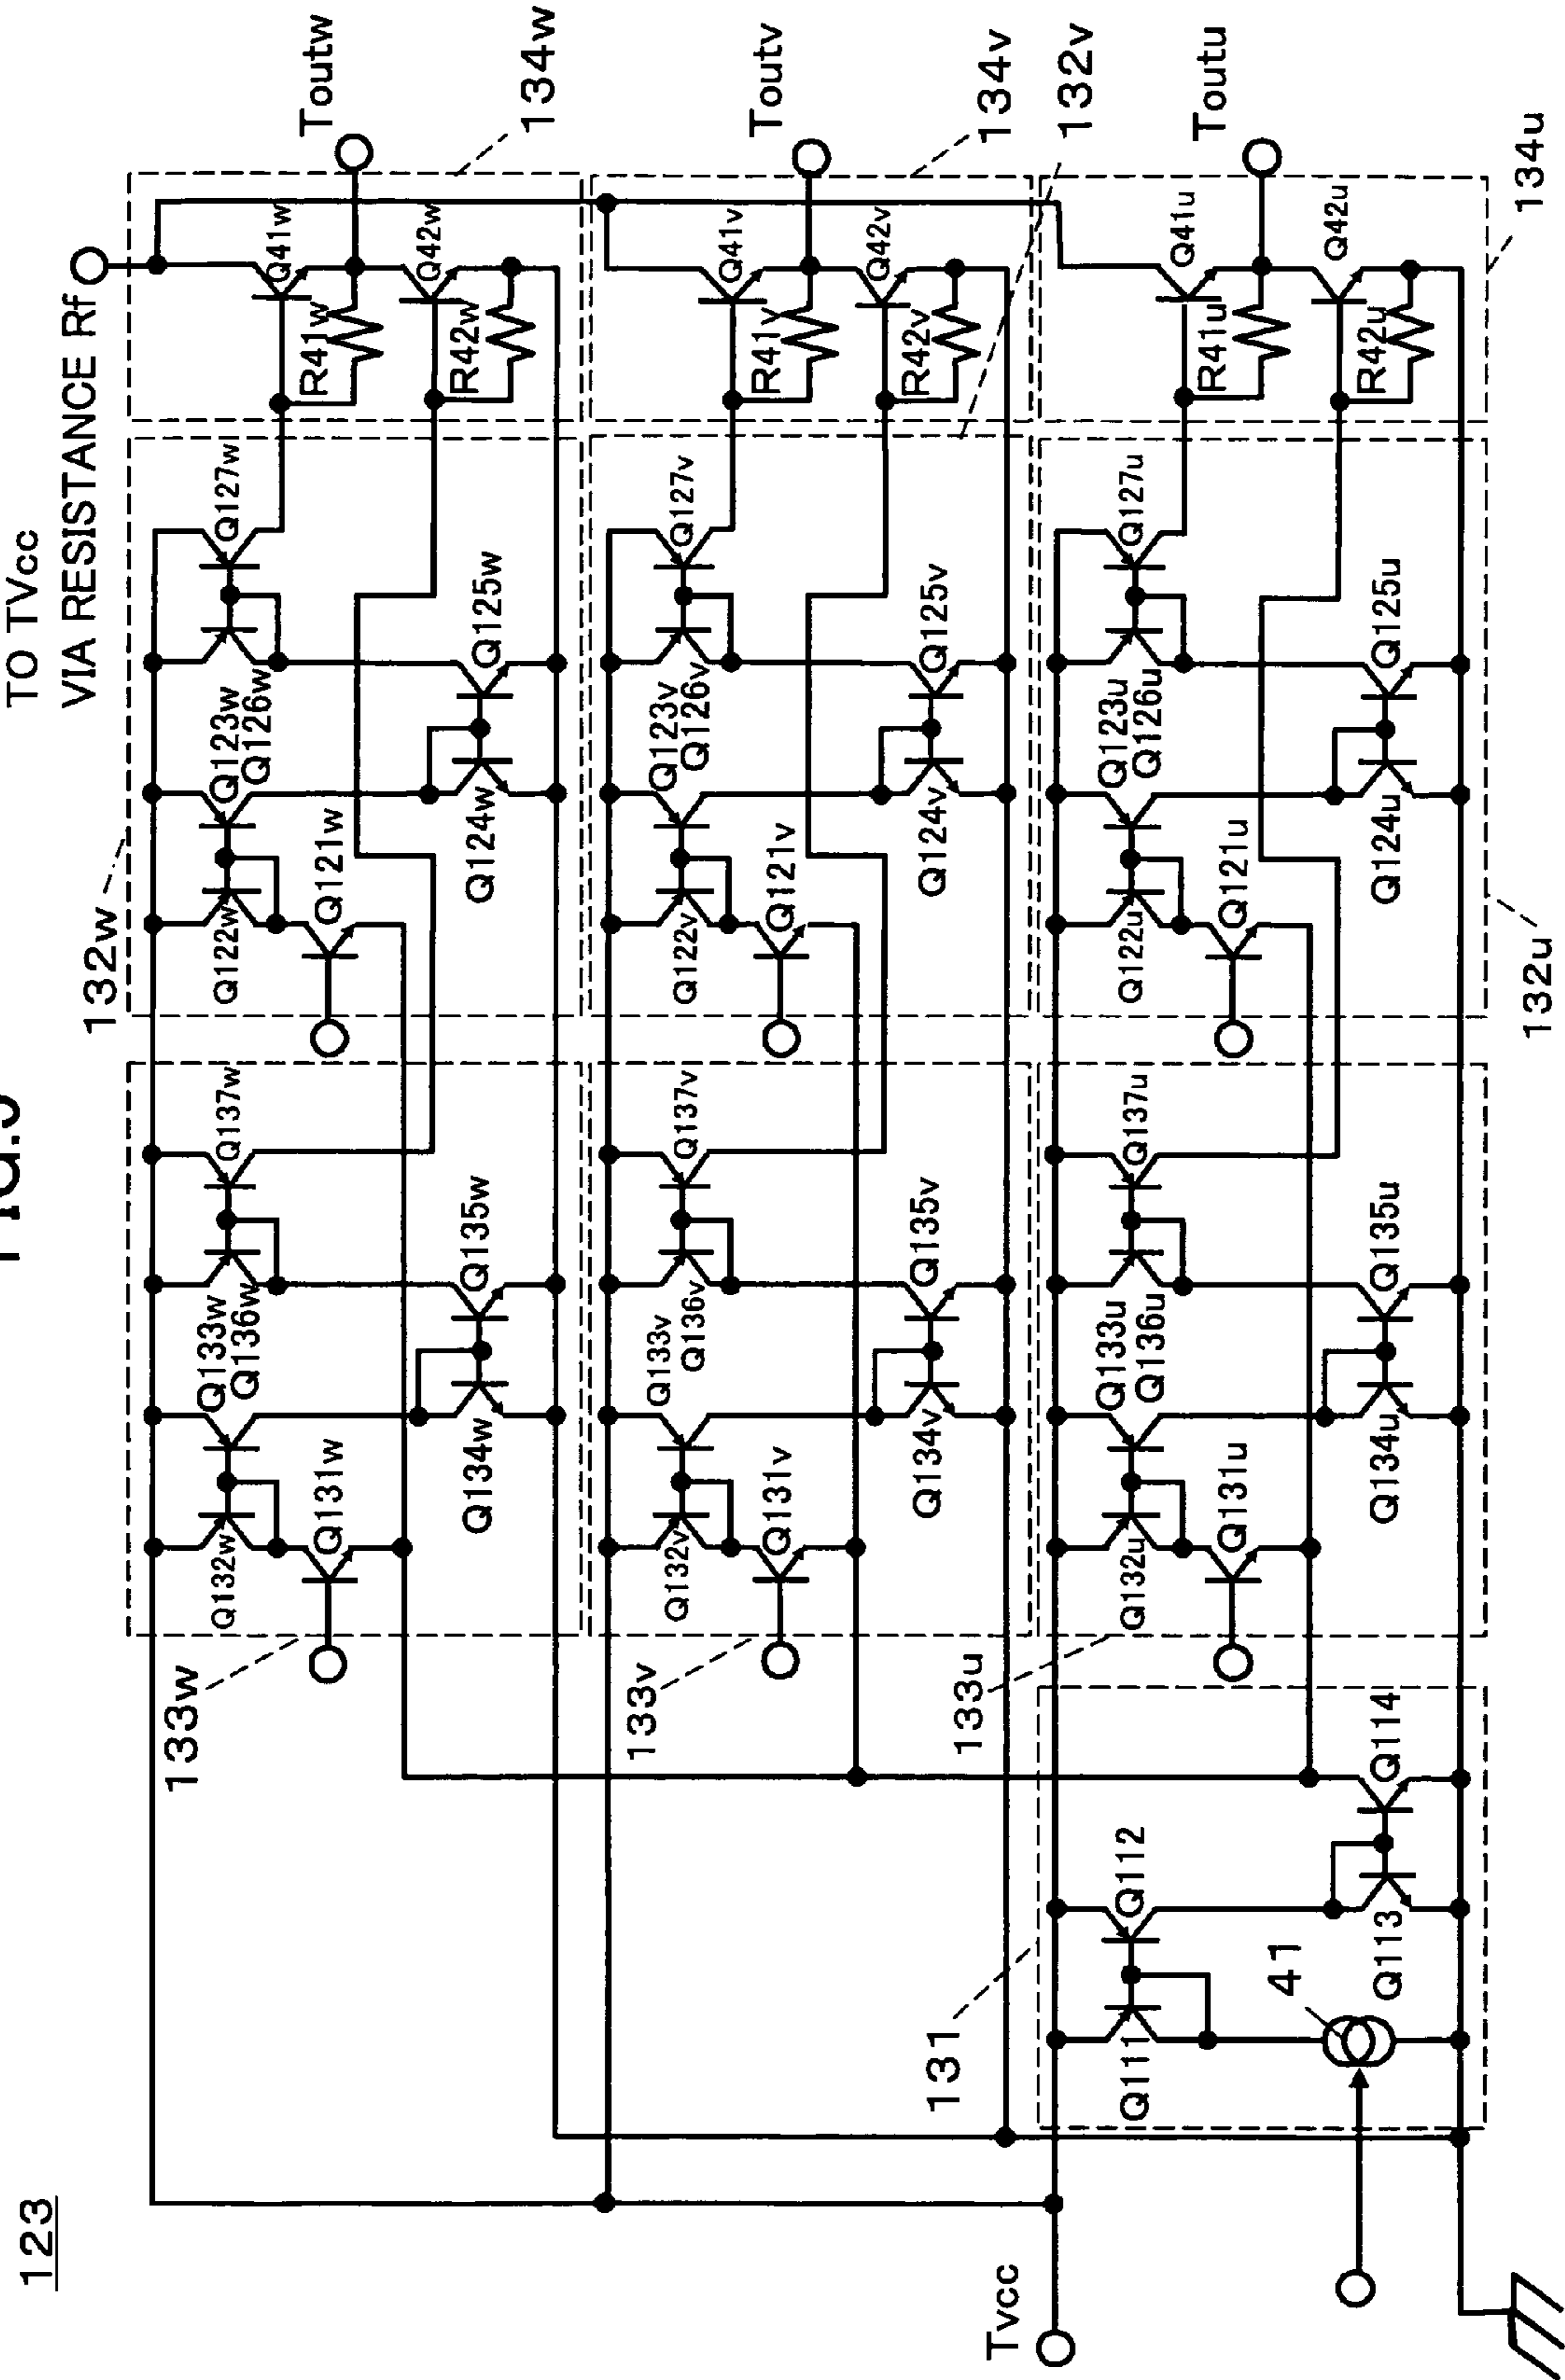 123
TO TVcc
VIA RESISTANCE Rf
132w
133w
Q132w
Q133w
Q136w
Q137w
Q131w
Q134w
Q135w
Q122w
Q123w
Q126w
Q127w
Q121w
Q124w
Q125w
Q41w
R41w
Q42w
R42w
Toutw
134w
133v
Q132v
Q133v
Q136v
Q137v
Q131v
Q134v
Q135v
Q122v
Q123v
Q126v
Q127v
Q121v
Q124v
Q125v
Q41v
R41v
Q42v
R42v
Toutv
134v
132v
131
133u
Tvcc
Q111
Q112
41
Q113
Q114
Q132u
Q133u
Q136u
Q137u
Q131u
Q134u
Q135u
Q122u
Q123u
Q126u
Q127u
Q121u
Q124u
Q125u
Q41u
R41u
Q42u
R42u
Toutu
134u
132u